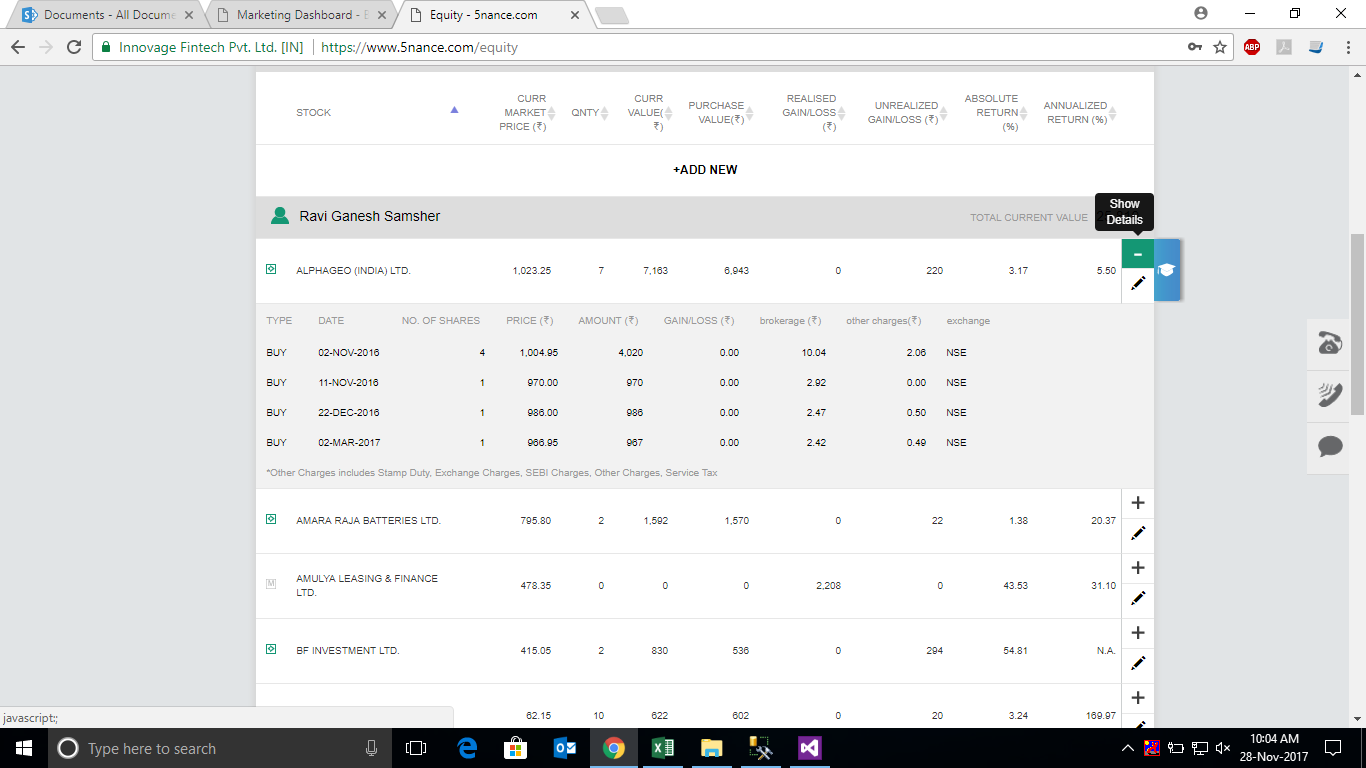 Documents - All Docume
Marketing Dashboard - E
Equity - 5nance.com
Innovage Fintech Pvt. Ltd. [IN] https://www.5nance.com/equity
ABP
STOCK CURR MARKET PRICE (₹) QNTY CURR VALUE(₹) PURCHASE VALUE(₹) REALISED GAIN/LOSS (₹) UNREALIZED GAIN/LOSS (₹) ABSOLUTE RETURN (%) ANNUALIZED RETURN (%)
+ADD NEW
Ravi Ganesh Samsher TOTAL CURRENT VALUE
Show
Details
ALPHAGEO (INDIA) LTD. 1,023.25 7 7,163 6,943 0 220 3.17 5.50
TYPE DATE NO. OF SHARES PRICE (₹) AMOUNT (₹) GAIN/LOSS (₹) brokerage (₹) other charges(₹) exchange
BUY 02-NOV-2016 4 1,004.95 4,020 0.00 10.04 2.06 NSE
BUY 11-NOV-2016 1 970.00 970 0.00 2.92 0.00 NSE
BUY 22-DEC-2016 1 986.00 986 0.00 2.47 0.50 NSE
BUY 02-MAR-2017 1 966.95 967 0.00 2.42 0.49 NSE
*Other Charges includes Stamp Duty, Exchange Charges, SEBI Charges, Other Charges, Service Tax
AMARA RAJA BATTERIES LTD. 795.80 2 1,592 1,570 0 22 1.38 20.37
M AMULYA LEASING & FINANCE LTD. 478.35 0 0 0 2,208 0 43.53 31.10
BF INVESTMENT LTD. 415.05 2 830 536 0 294 54.81 N.A.
62.15 10 622 602 0 20 3.24 169.97
javascript:;
Type here to search
10:04 AM
28-Nov-2017